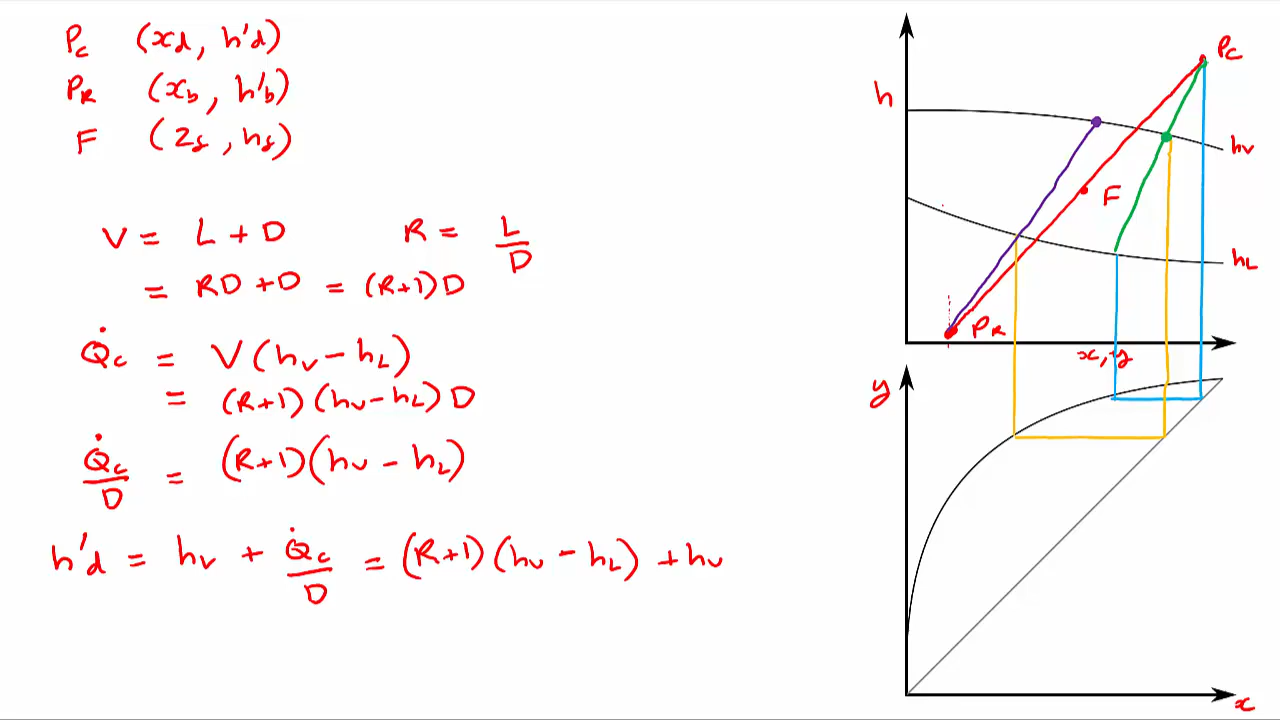 Pc (xd, h'd)
PR (xb, h'b)
F (zf, hf)
V = L + D R = L/D
= RD + D = (R+1) D
Q̇c = V (hv - hL)
= (R+1) (hv - hL) D
Q̇c/D = (R+1) (hv - hL)
h'd = hv + Q̇c/D = (R+1) (hv - hL) + hv
Pc
h
hv
F
hL
PR
x, y
y
x